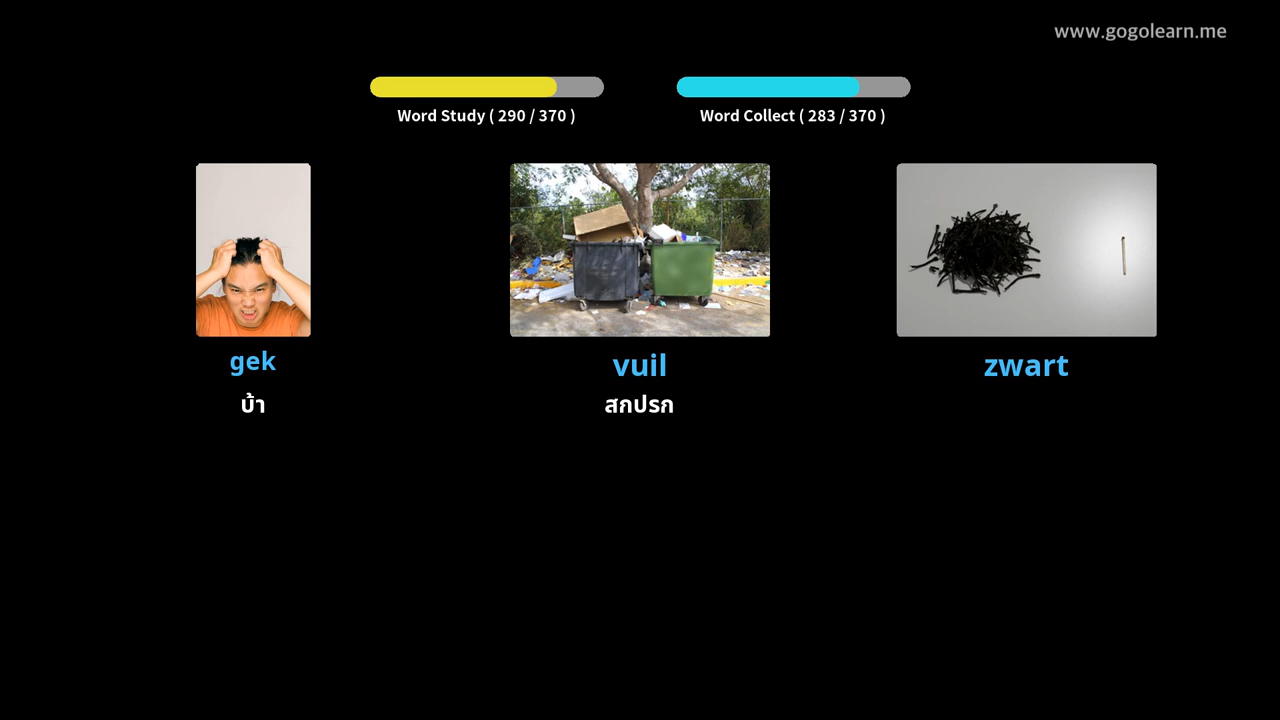 www.gogolearn.me
Word Study ( 290 / 370 )
Word Collect ( 283 / 370 )
gek
vuil
zwart
บ้า
สกปรก